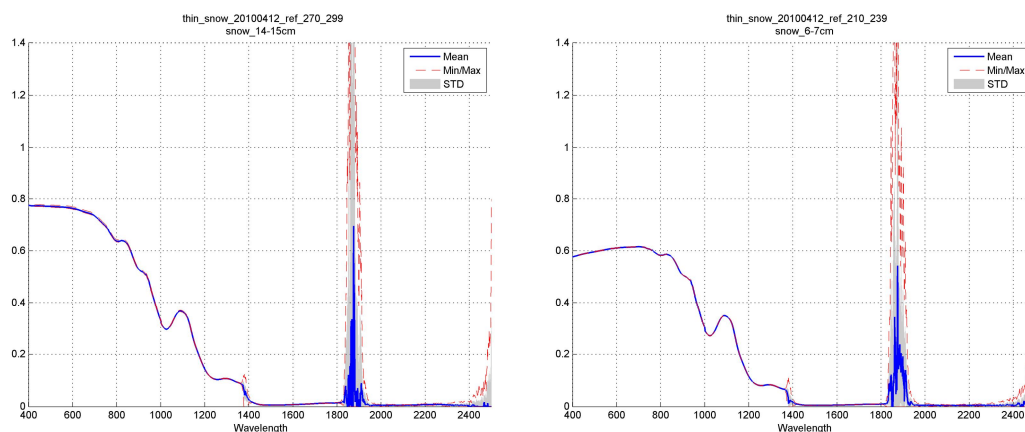 thin_snow_20100412_ref_270_299
snow_14-15cm
1.4
1.2
1
0.8
0.6
0.4
0.2
0
400 600 800 1000 1200 1400 1600 1800 2000 2200 2400
Wavelength
Mean
Min/Max
STD
thin_snow_20100412_ref_210_239
snow_6-7cm
1.4
1.2
1
0.8
0.6
0.4
0.2
0
400 600 800 1000 1200 1400 1600 1800 2000 2200 2400
Wavelength
Mean
Min/Max
STD